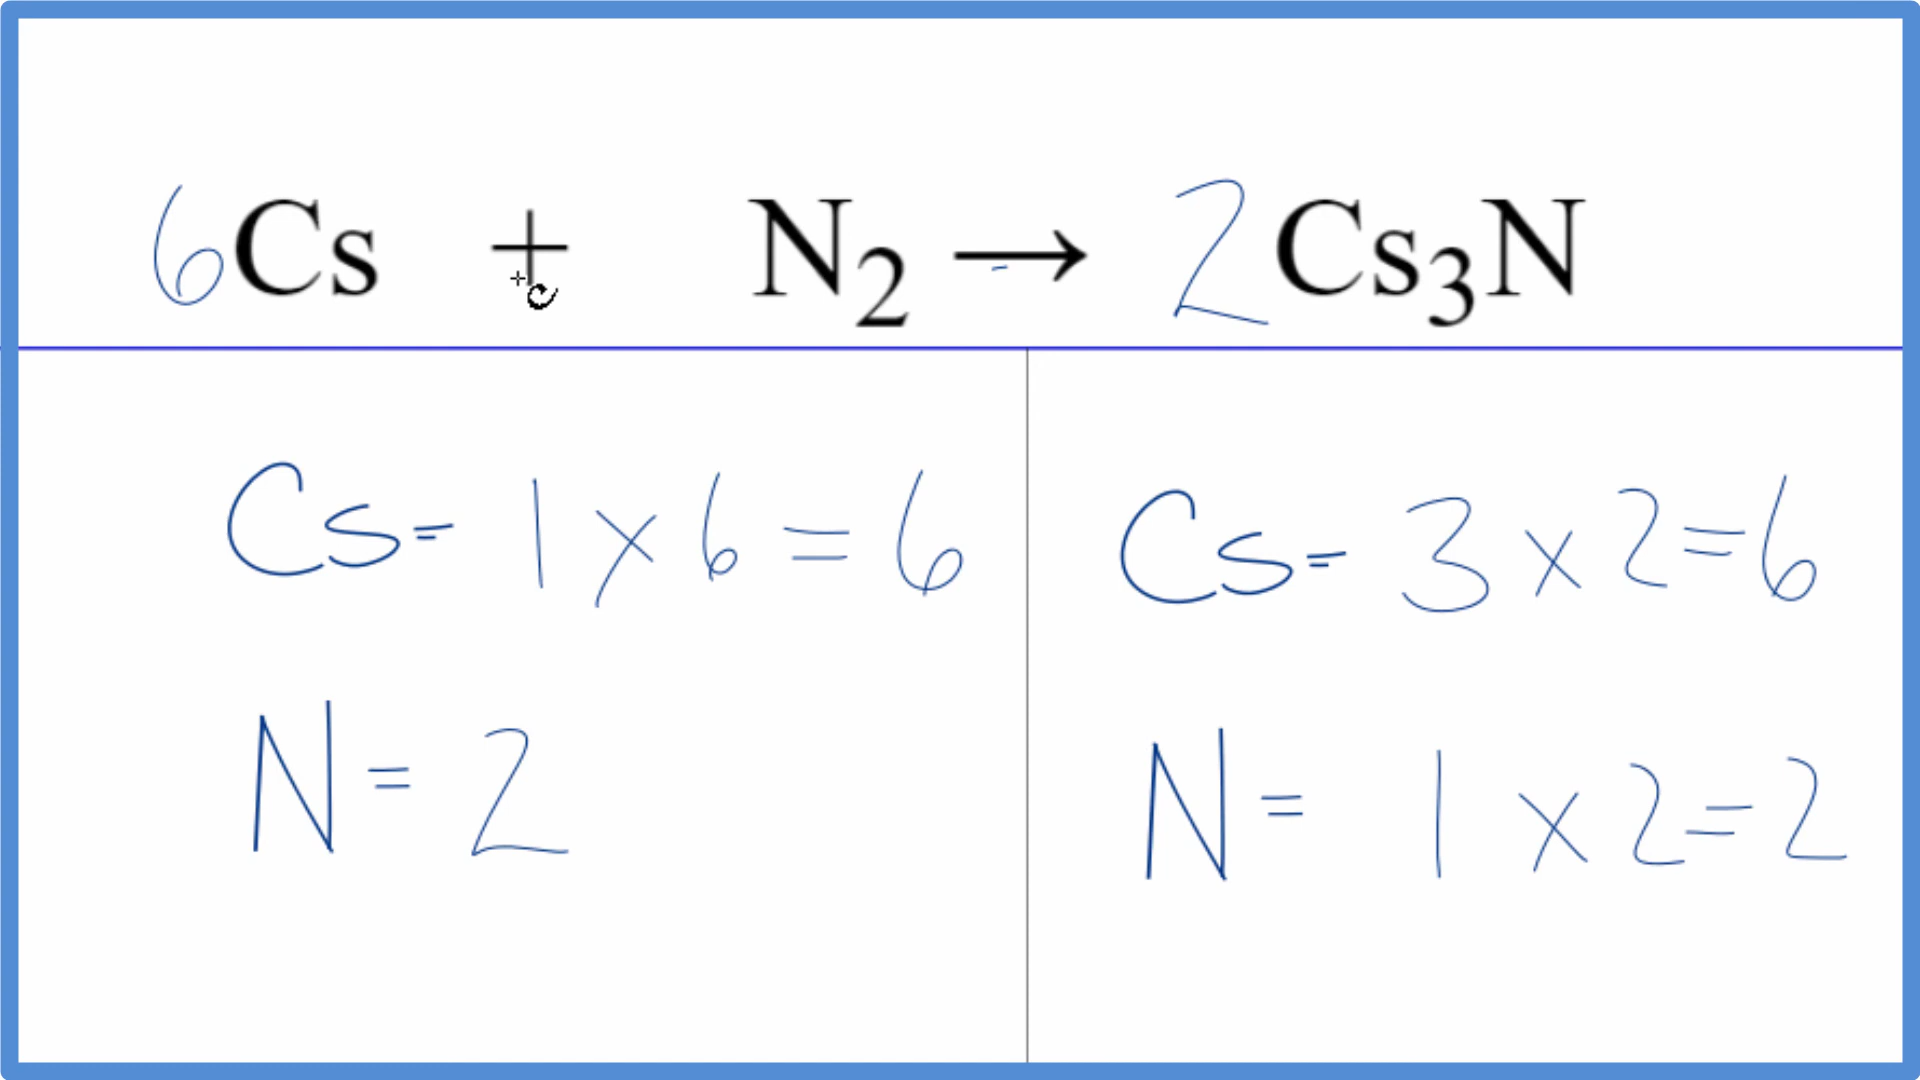 6Cs + N₂ → 2Cs₃N
Cs= 1 x 6 = 6
N= 2
Cs= 3 x 2=6
N= 1 x 2=2